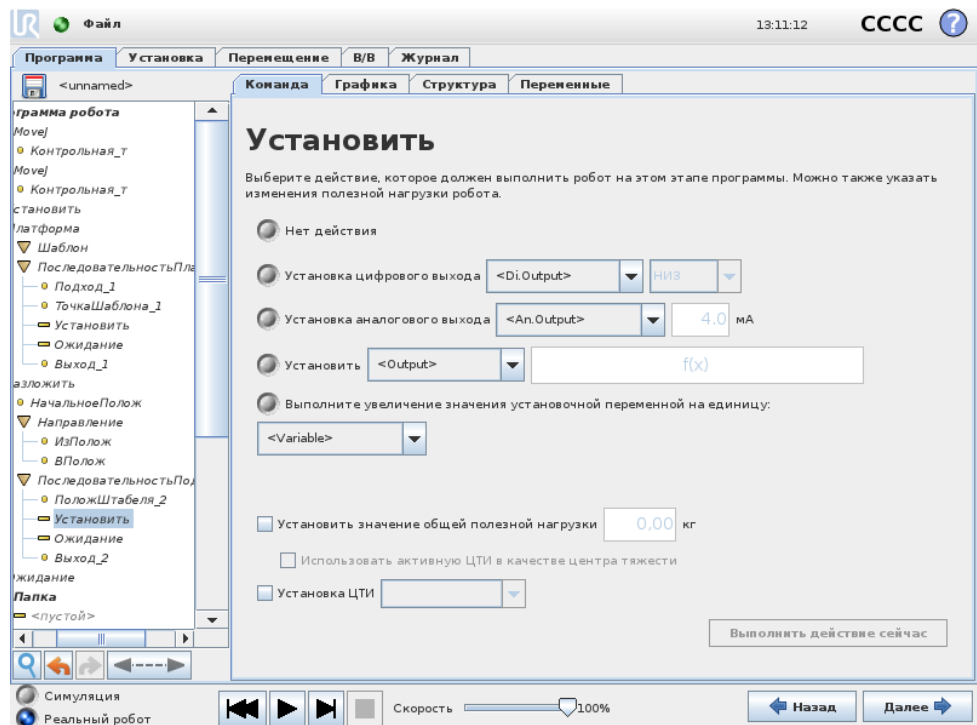 UR Файл 13:11:12 CCCC ?
Программа Установка Перемещение В/В Журнал
<unnamed>
Команда Графика Структура Переменные
ограмма робота
MoveJ
Контрольная_т
MoveJ
Контрольная_т
становить
Платформа
Шаблон
ПоследовательностьПла
Подход_1
ТочкаШаблона_1
Установить
Ожидание
Выход_1
азложить
НачальноеПолож
Направление
ИзПолож
ВПолож
ПоследовательностьПод
ПоложШтабеля_2
Установить
Ожидание
Выход_2
жидание
Папка
<пустой>
Установить
Выберите действие, которое должен выполнить робот на этом этапе программы. Можно также указать
изменения полезной нагрузки робота.
Нет действия
Установка цифрового выхода <Di.Output> НИЗ
Установка аналогового выхода <An.Output> 4.0 мА
Установить <Output> f(x)
Выполните увеличение значения установочной переменной на единицу:
<Variable>
Установить значение общей полезной нагрузки 0,00 кг
Использовать активную ЦТИ в качестве центра тяжести
Установка ЦТИ
Выполнить действие сейчас
Симуляция
Реальный робот
Скорость 100%
Назад Далее